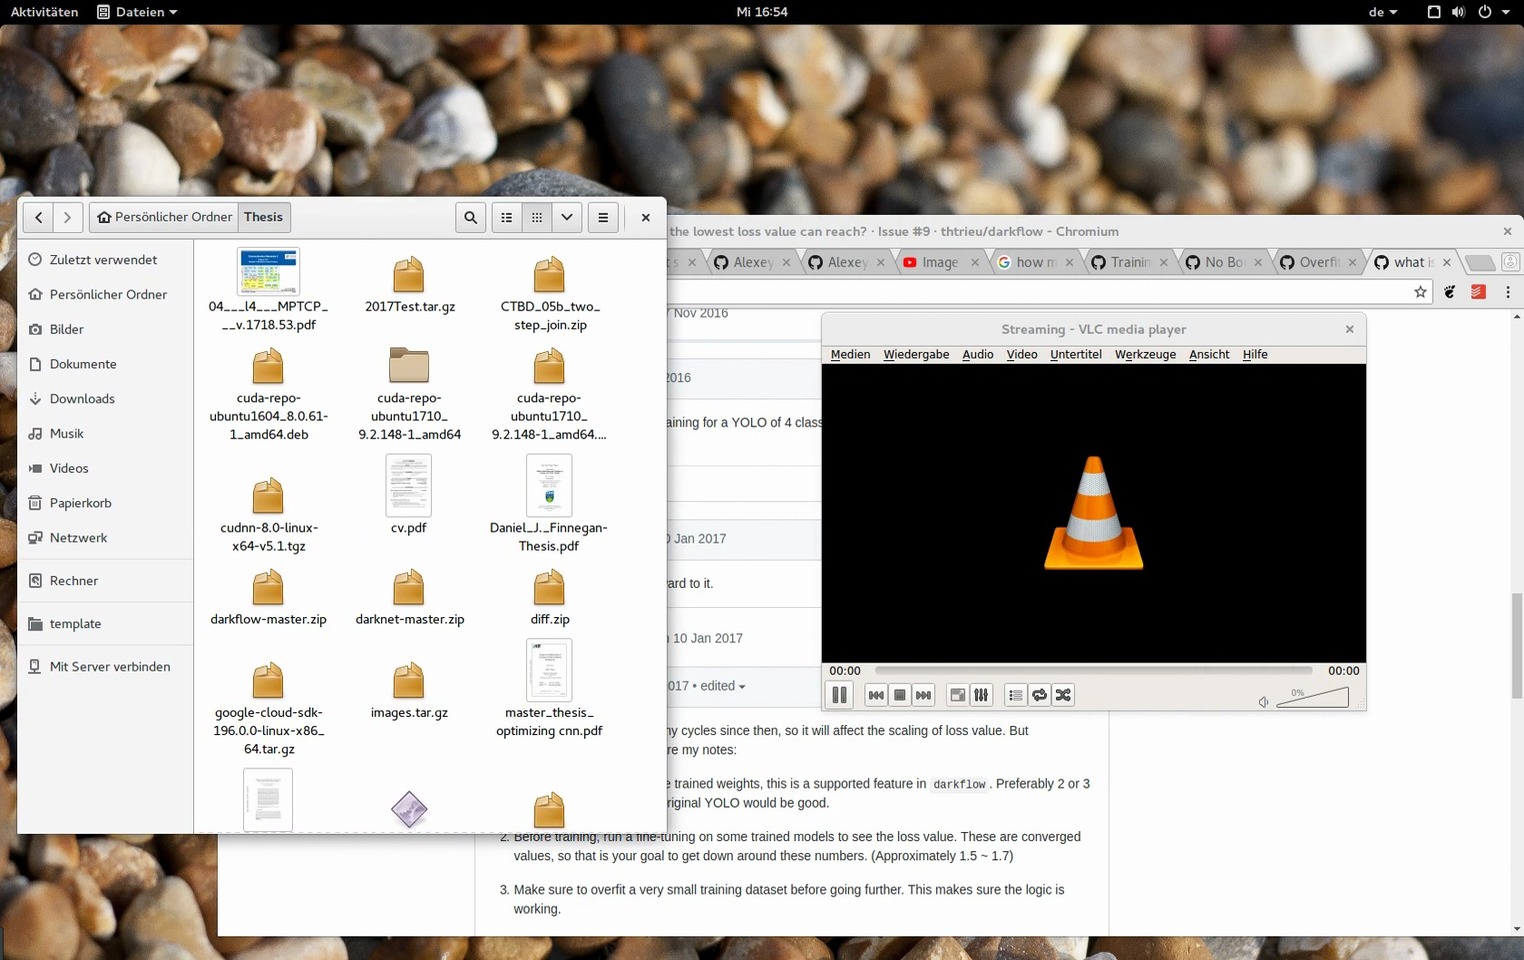 Aktivitäten Dateien Mi 16:54 de
Persönlicher Ordner Thesis
Zuletzt verwendet
Persönlicher Ordner
Bilder
Dokumente
Downloads
Musik
Videos
Papierkorb
Netzwerk
Rechner
template
Mit Server verbinden
04___l4___MPTCP_
__v.1718.53.pdf
2017Test.tar.gz
CTBD_05b_two_
step_join.zip
cuda-repo-
ubuntu1604_8.0.61-
1_amd64.deb
cuda-repo-
ubuntu1710_
9.2.148-1_amd64
cuda-repo-
ubuntu1710_
9.2.148-1_amd64....
cudnn-8.0-linux-
x64-v5.1.tgz
cv.pdf
Daniel_J._Finnegan-
Thesis.pdf
darkflow-master.zip
darknet-master.zip
diff.zip
google-cloud-sdk-
196.0.0-linux-x86_
64.tar.gz
images.tar.gz
master_thesis_
optimizing cnn.pdf
the lowest loss value can reach? · Issue #9 · thtrieu/darkflow - Chromium
Alexey
Alexey
Image
how m
Trainin
No Bo
Overfi
what is
Nov 2016
2016
aining for a YOLO of 4 class
Jan 2017
ard to it.
10 Jan 2017
017 • edited
Streaming - VLC media player
Medien Wiedergabe Audio Video Untertitel Werkzeuge Ansicht Hilfe
00:00 00:00
0%
ny cycles since then, so it will affect the scaling of loss value. But
re my notes:
e trained weights, this is a supported feature in darkflow. Preferably 2 or 3
riginal YOLO would be good.
2. Before training, run a fine-tuning on some trained models to see the loss value. These are converged
values, so that is your goal to get down around these numbers. (Approximately 1.5 ~ 1.7)
3. Make sure to overfit a very small training dataset before going further. This makes sure the logic is
working.